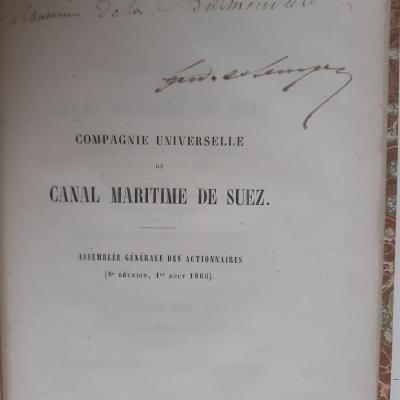 Monsieur de la
Ferd. de Lesseps
COMPAGNIE UNIVERSELLE
DU
CANAL MARITIME DE SUEZ.
ASSEMBLÉE GÉNÉRALE DES ACTIONNAIRES
(8e RÉUNION, 1er AOUT 1866).